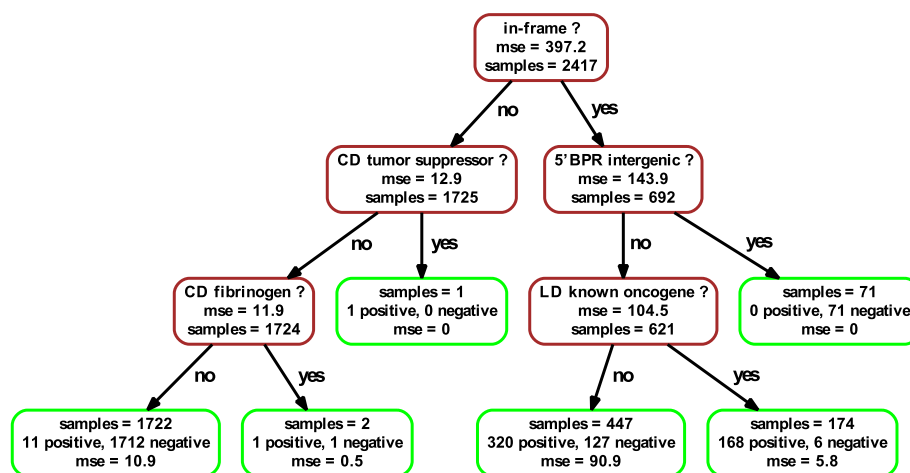 in-frame ?
mse = 397.2
samples = 2417
no
yes
CD tumor suppressor ?
mse = 12.9
samples = 1725
5'BPR intergenic ?
mse = 143.9
samples = 692
no
yes
no
yes
CD fibrinogen ?
mse = 11.9
samples = 1724
samples = 1
1 positive, 0 negative
mse = 0
LD known oncogene ?
mse = 104.5
samples = 621
samples = 71
0 positive, 71 negative
mse = 0
no
yes
no
yes
samples = 1722
11 positive, 1712 negative
mse = 10.9
samples = 2
1 positive, 1 negative
mse = 0.5
samples = 447
320 positive, 127 negative
mse = 90.9
samples = 174
168 positive, 6 negative
mse = 5.8